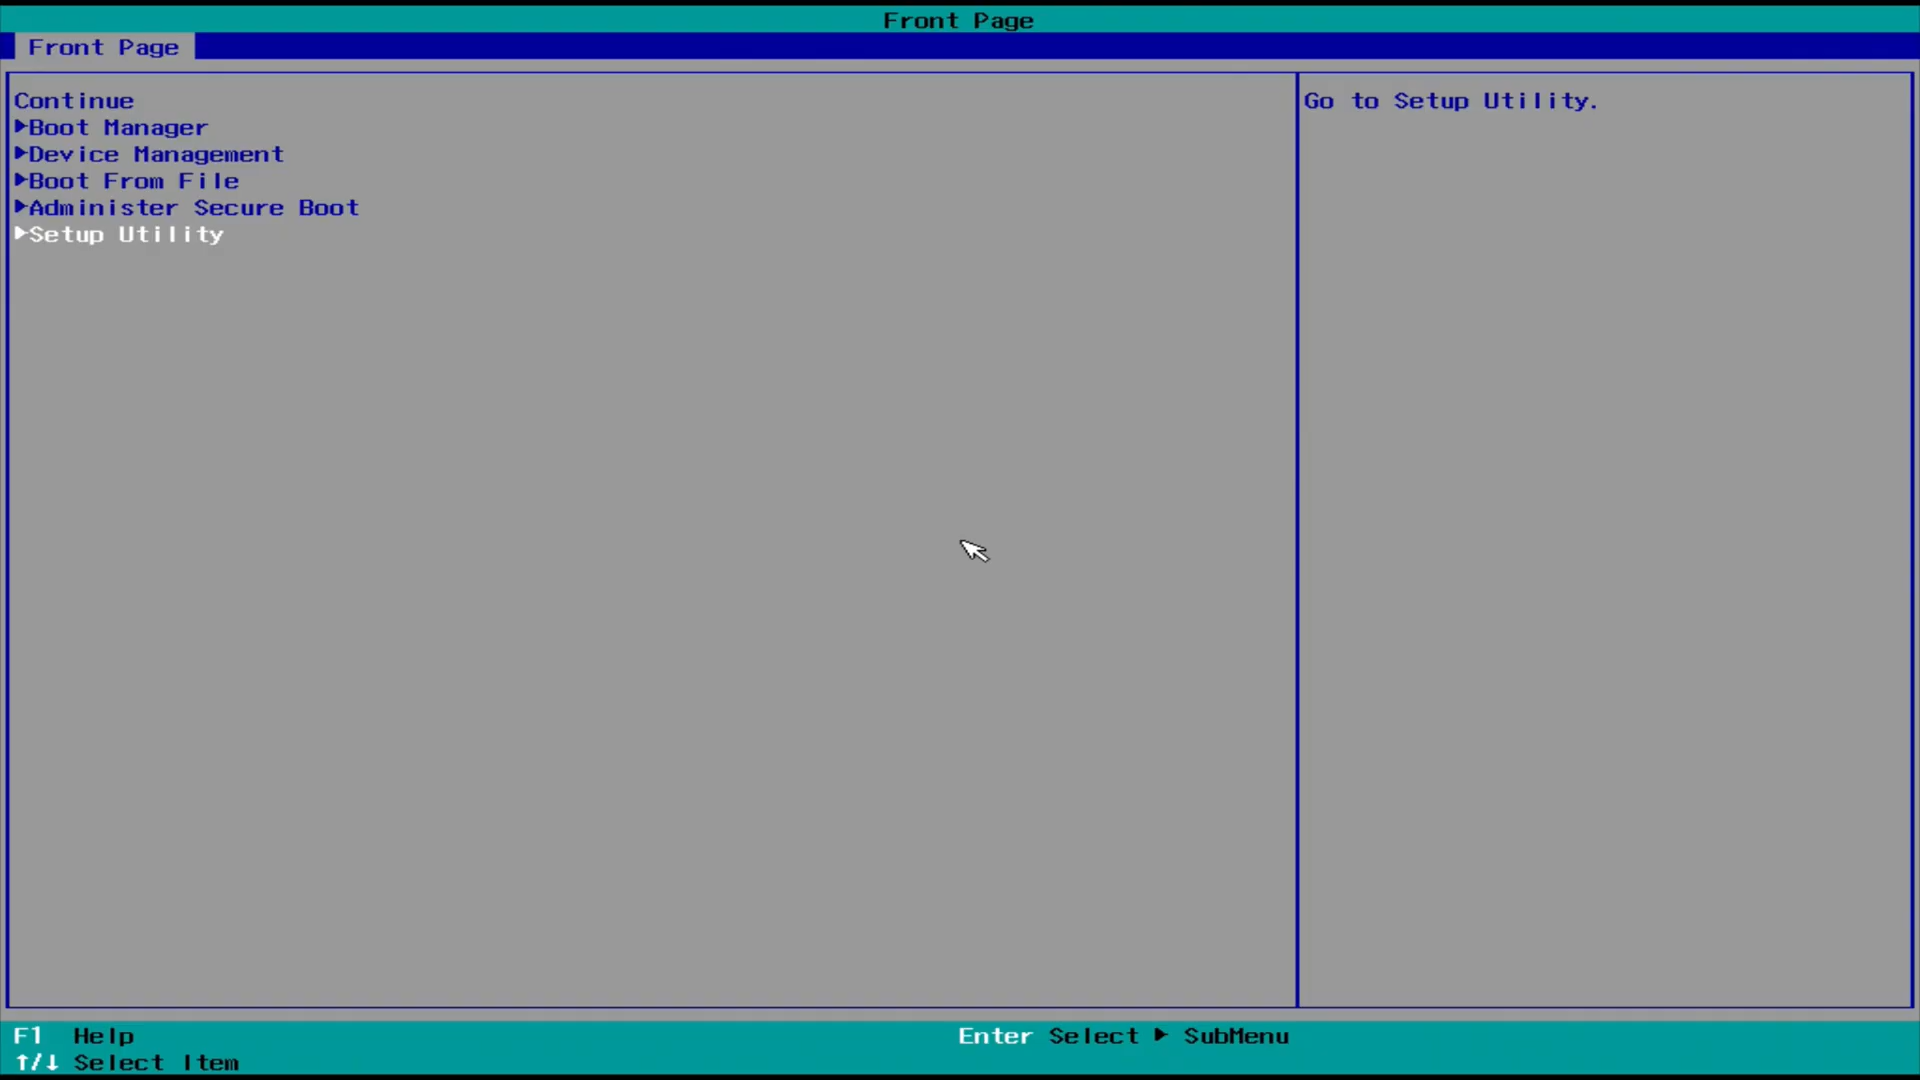 Front Page
Front Page
Continue
▶Boot Manager
▶Device Management
▶Boot From File
▶Administer Secure Boot
▶Setup Utility
Go to Setup Utility.
F1 Help
Enter Select ▶ SubMenu
↑/↓ Select Item